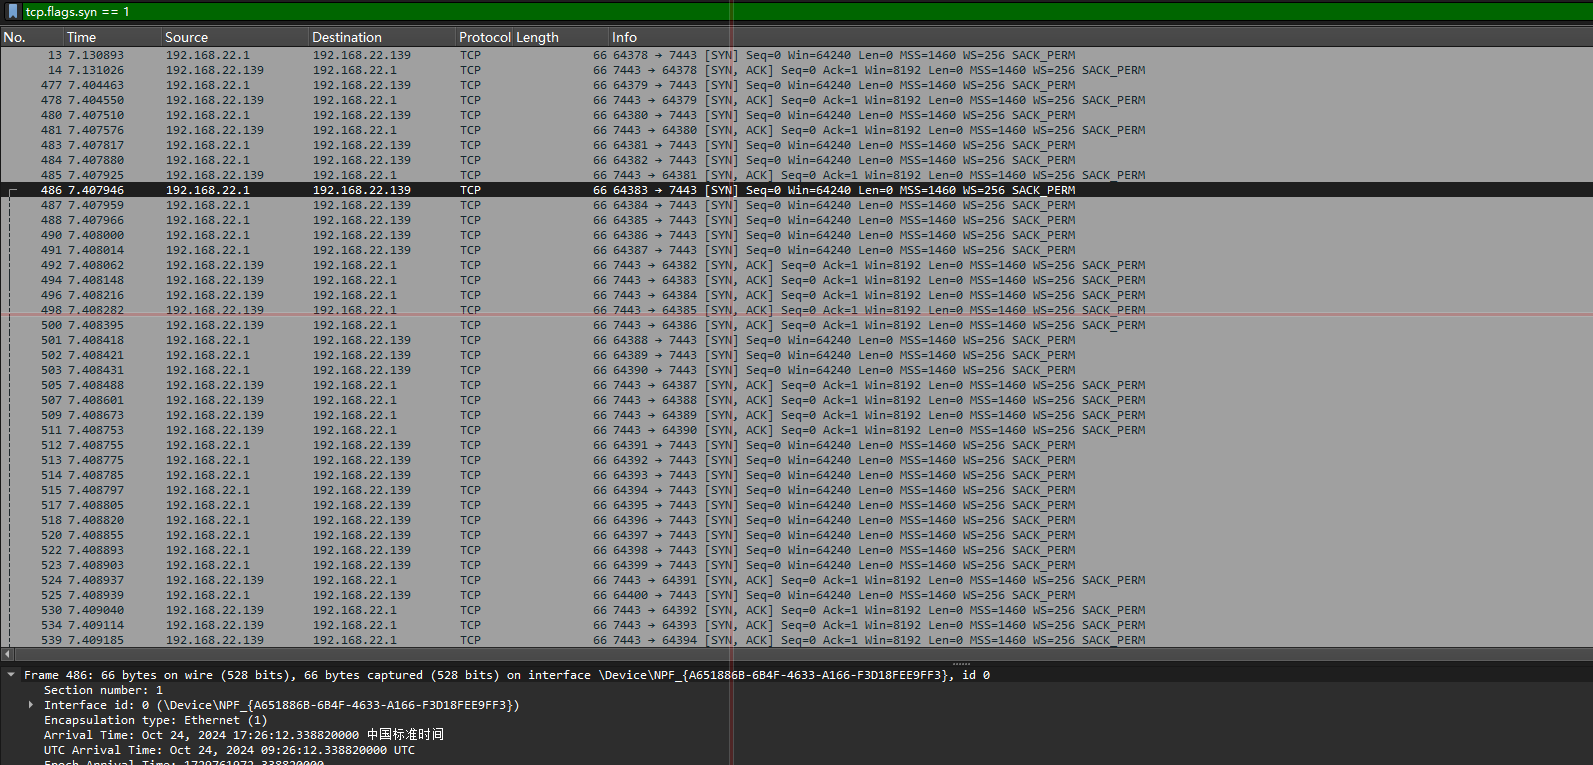 tcp.flags.syn == 1
No. Time Source Destination Protocol Length Info
13 7.130893 192.168.22.1 192.168.22.139 TCP 66 64378 → 7443 [SYN] Seq=0 Win=64240 Len=0 MSS=1460 WS=256 SACK_PERM
14 7.131026 192.168.22.139 192.168.22.1 TCP 66 7443 → 64378 [SYN, ACK] Seq=0 Ack=1 Win=8192 Len=0 MSS=1460 WS=256 SACK_PERM
477 7.404463 192.168.22.1 192.168.22.139 TCP 66 64379 → 7443 [SYN] Seq=0 Win=64240 Len=0 MSS=1460 WS=256 SACK_PERM
478 7.404550 192.168.22.139 192.168.22.1 TCP 66 7443 → 64379 [SYN, ACK] Seq=0 Ack=1 Win=8192 Len=0 MSS=1460 WS=256 SACK_PERM
480 7.407510 192.168.22.1 192.168.22.139 TCP 66 64380 → 7443 [SYN] Seq=0 Win=64240 Len=0 MSS=1460 WS=256 SACK_PERM
481 7.407576 192.168.22.139 192.168.22.1 TCP 66 7443 → 64380 [SYN, ACK] Seq=0 Ack=1 Win=8192 Len=0 MSS=1460 WS=256 SACK_PERM
483 7.407817 192.168.22.1 192.168.22.139 TCP 66 64381 → 7443 [SYN] Seq=0 Win=64240 Len=0 MSS=1460 WS=256 SACK_PERM
484 7.407880 192.168.22.1 192.168.22.139 TCP 66 64382 → 7443 [SYN] Seq=0 Win=64240 Len=0 MSS=1460 WS=256 SACK_PERM
485 7.407925 192.168.22.139 192.168.22.1 TCP 66 7443 → 64381 [SYN, ACK] Seq=0 Ack=1 Win=8192 Len=0 MSS=1460 WS=256 SACK_PERM
486 7.407946 192.168.22.1 192.168.22.139 TCP 66 64383 → 7443 [SYN] Seq=0 Win=64240 Len=0 MSS=1460 WS=256 SACK_PERM
487 7.407959 192.168.22.1 192.168.22.139 TCP 66 64384 → 7443 [SYN] Seq=0 Win=64240 Len=0 MSS=1460 WS=256 SACK_PERM
488 7.407966 192.168.22.1 192.168.22.139 TCP 66 64385 → 7443 [SYN] Seq=0 Win=64240 Len=0 MSS=1460 WS=256 SACK_PERM
490 7.408000 192.168.22.1 192.168.22.139 TCP 66 64386 → 7443 [SYN] Seq=0 Win=64240 Len=0 MSS=1460 WS=256 SACK_PERM
491 7.408014 192.168.22.1 192.168.22.139 TCP 66 64387 → 7443 [SYN] Seq=0 Win=64240 Len=0 MSS=1460 WS=256 SACK_PERM
492 7.408062 192.168.22.139 192.168.22.1 TCP 66 7443 → 64382 [SYN, ACK] Seq=0 Ack=1 Win=8192 Len=0 MSS=1460 WS=256 SACK_PERM
494 7.408148 192.168.22.139 192.168.22.1 TCP 66 7443 → 64383 [SYN, ACK] Seq=0 Ack=1 Win=8192 Len=0 MSS=1460 WS=256 SACK_PERM
496 7.408216 192.168.22.139 192.168.22.1 TCP 66 7443 → 64384 [SYN, ACK] Seq=0 Ack=1 Win=8192 Len=0 MSS=1460 WS=256 SACK_PERM
498 7.408282 192.168.22.139 192.168.22.1 TCP 66 7443 → 64385 [SYN, ACK] Seq=0 Ack=1 Win=8192 Len=0 MSS=1460 WS=256 SACK_PERM
500 7.408395 192.168.22.139 192.168.22.1 TCP 66 7443 → 64386 [SYN, ACK] Seq=0 Ack=1 Win=8192 Len=0 MSS=1460 WS=256 SACK_PERM
501 7.408418 192.168.22.1 192.168.22.139 TCP 66 64388 → 7443 [SYN] Seq=0 Win=64240 Len=0 MSS=1460 WS=256 SACK_PERM
502 7.408421 192.168.22.1 192.168.22.139 TCP 66 64389 → 7443 [SYN] Seq=0 Win=64240 Len=0 MSS=1460 WS=256 SACK_PERM
503 7.408431 192.168.22.1 192.168.22.139 TCP 66 64390 → 7443 [SYN] Seq=0 Win=64240 Len=0 MSS=1460 WS=256 SACK_PERM
505 7.408488 192.168.22.139 192.168.22.1 TCP 66 7443 → 64387 [SYN, ACK] Seq=0 Ack=1 Win=8192 Len=0 MSS=1460 WS=256 SACK_PERM
507 7.408601 192.168.22.139 192.168.22.1 TCP 66 7443 → 64388 [SYN, ACK] Seq=0 Ack=1 Win=8192 Len=0 MSS=1460 WS=256 SACK_PERM
509 7.408673 192.168.22.139 192.168.22.1 TCP 66 7443 → 64389 [SYN, ACK] Seq=0 Ack=1 Win=8192 Len=0 MSS=1460 WS=256 SACK_PERM
511 7.408753 192.168.22.139 192.168.22.1 TCP 66 7443 → 64390 [SYN, ACK] Seq=0 Ack=1 Win=8192 Len=0 MSS=1460 WS=256 SACK_PERM
512 7.408755 192.168.22.1 192.168.22.139 TCP 66 64391 → 7443 [SYN] Seq=0 Win=64240 Len=0 MSS=1460 WS=256 SACK_PERM
513 7.408775 192.168.22.1 192.168.22.139 TCP 66 64392 → 7443 [SYN] Seq=0 Win=64240 Len=0 MSS=1460 WS=256 SACK_PERM
514 7.408785 192.168.22.1 192.168.22.139 TCP 66 64393 → 7443 [SYN] Seq=0 Win=64240 Len=0 MSS=1460 WS=256 SACK_PERM
515 7.408797 192.168.22.1 192.168.22.139 TCP 66 64394 → 7443 [SYN] Seq=0 Win=64240 Len=0 MSS=1460 WS=256 SACK_PERM
517 7.408805 192.168.22.1 192.168.22.139 TCP 66 64395 → 7443 [SYN] Seq=0 Win=64240 Len=0 MSS=1460 WS=256 SACK_PERM
518 7.408820 192.168.22.1 192.168.22.139 TCP 66 64396 → 7443 [SYN] Seq=0 Win=64240 Len=0 MSS=1460 WS=256 SACK_PERM
520 7.408855 192.168.22.1 192.168.22.139 TCP 66 64397 → 7443 [SYN] Seq=0 Win=64240 Len=0 MSS=1460 WS=256 SACK_PERM
522 7.408893 192.168.22.1 192.168.22.139 TCP 66 64398 → 7443 [SYN] Seq=0 Win=64240 Len=0 MSS=1460 WS=256 SACK_PERM
523 7.408903 192.168.22.1 192.168.22.139 TCP 66 64399 → 7443 [SYN] Seq=0 Win=64240 Len=0 MSS=1460 WS=256 SACK_PERM
524 7.408937 192.168.22.139 192.168.22.1 TCP 66 7443 → 64391 [SYN, ACK] Seq=0 Ack=1 Win=8192 Len=0 MSS=1460 WS=256 SACK_PERM
525 7.408939 192.168.22.1 192.168.22.139 TCP 66 64400 → 7443 [SYN] Seq=0 Win=64240 Len=0 MSS=1460 WS=256 SACK_PERM
530 7.409040 192.168.22.139 192.168.22.1 TCP 66 7443 → 64392 [SYN, ACK] Seq=0 Ack=1 Win=8192 Len=0 MSS=1460 WS=256 SACK_PERM
534 7.409114 192.168.22.139 192.168.22.1 TCP 66 7443 → 64393 [SYN, ACK] Seq=0 Ack=1 Win=8192 Len=0 MSS=1460 WS=256 SACK_PERM
539 7.409185 192.168.22.139 192.168.22.1 TCP 66 7443 → 64394 [SYN, ACK] Seq=0 Ack=1 Win=8192 Len=0 MSS=1460 WS=256 SACK_PERM
Frame 486: 66 bytes on wire (528 bits), 66 bytes captured (528 bits) on interface \Device\NPF_{A651886B-6B4F-4633-A166-F3D18FEE9FF3}, id 0
Section number: 1
Interface id: 0 (\Device\NPF_{A651886B-6B4F-4633-A166-F3D18FEE9FF3})
Encapsulation type: Ethernet (1)
Arrival Time: Oct 24, 2024 17:26:12.338820000 中国标准时间
UTC Arrival Time: Oct 24, 2024 09:26:12.338820000 UTC
Epoch Arrival Time: 1729761972.338820000